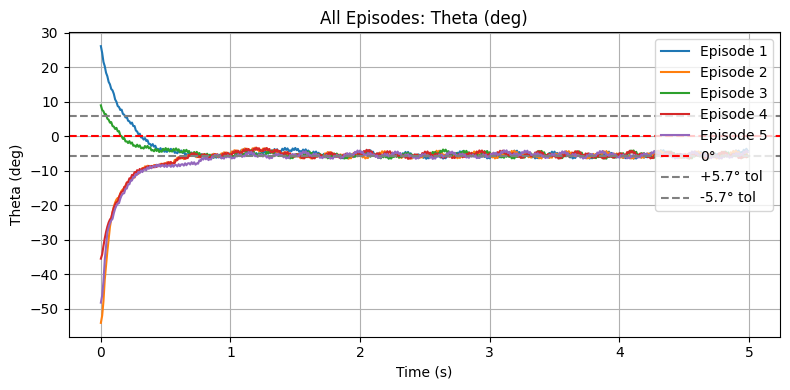 All Episodes: Theta (deg)
Theta (deg)
30
20
10
0
−10
−20
−30
−40
−50
0
1
2
3
4
5
Time (s)
Episode 1
Episode 2
Episode 3
Episode 4
Episode 5
0°
+5.7° tol
-5.7° tol